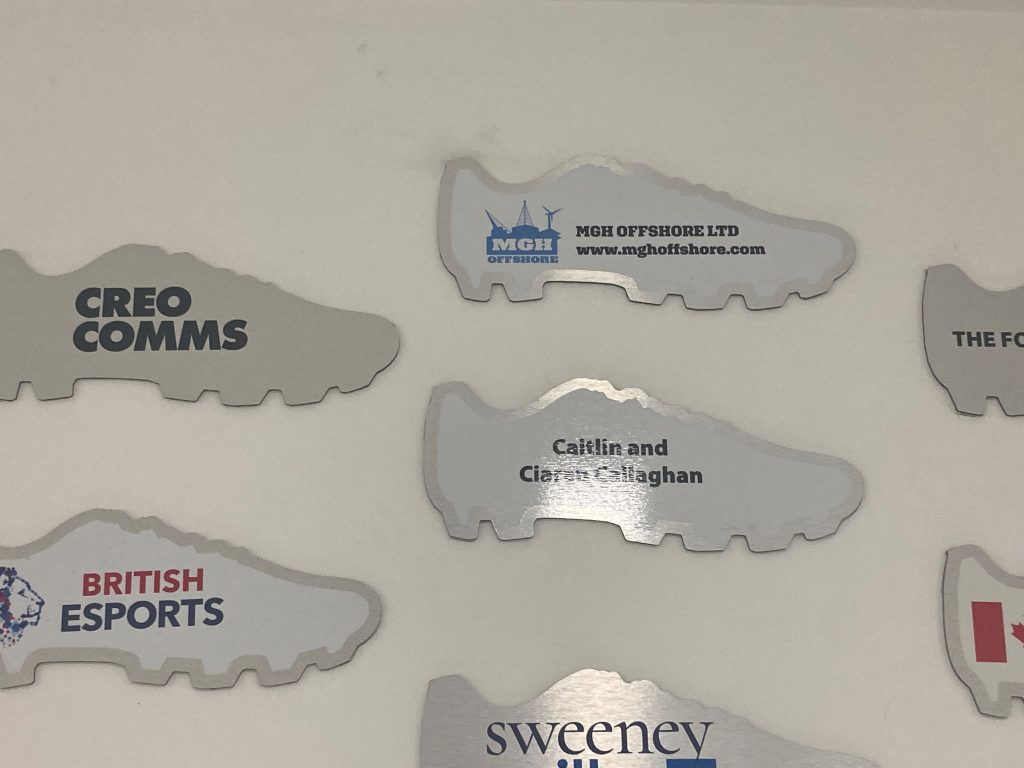 MGH
OFFSHORE
MGH OFFSHORE LTD
www.mghoffshore.com
CREO
COMMS
THE
Caitlin and
Ciaran Callaghan
BRITISH
ESPORTS
sweeney